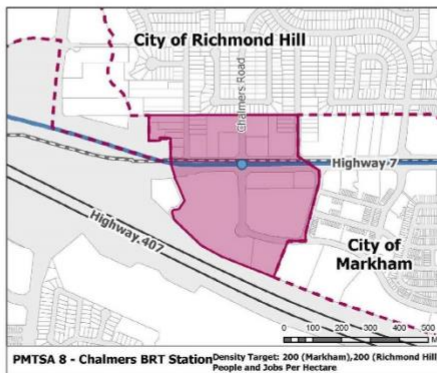 City of Richmond Hill
Chalmers Road
Highway 7
Highway 407
City of
Markham
0 100 200 300 400 500
M
PMTSA 8 - Chalmers BRT Station
Density Target: 200 (Markham),200 (Richmond Hill
People and Jobs Per Hectare